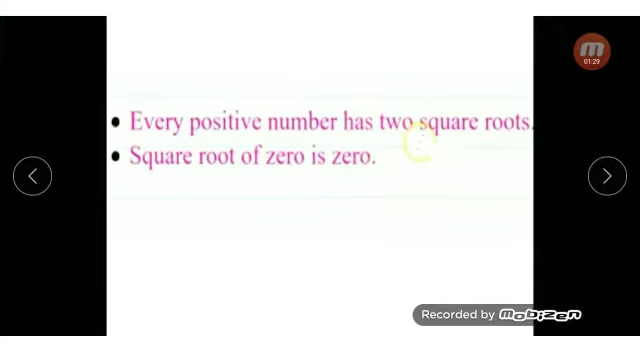 01:29
• Every positive number has two square roots.
• Square root of zero is zero.
Recorded by Mobizen